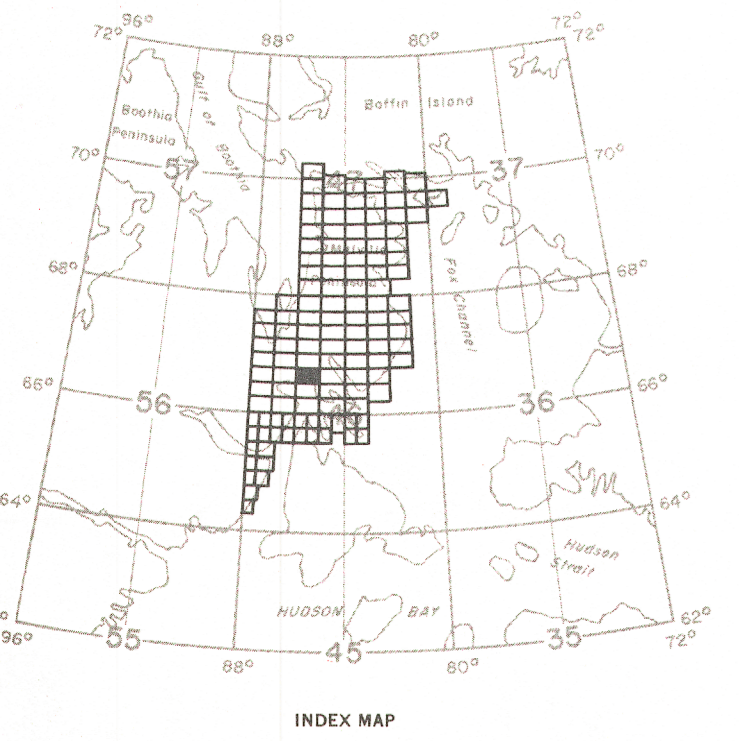 96°
72°
88°
80°
72°
72°
Gulf of Boothia
Baffin Island
Boothia
Peninsula
70°
57
47
37
70°
Melville
Peninsula
68°
Fox Channel
68°
66°
56
46
36
66°
64°
64°
Hudson
Strait
HUDSON BAY
62°
96°
55
88°
45
80°
35
72°
INDEX MAP